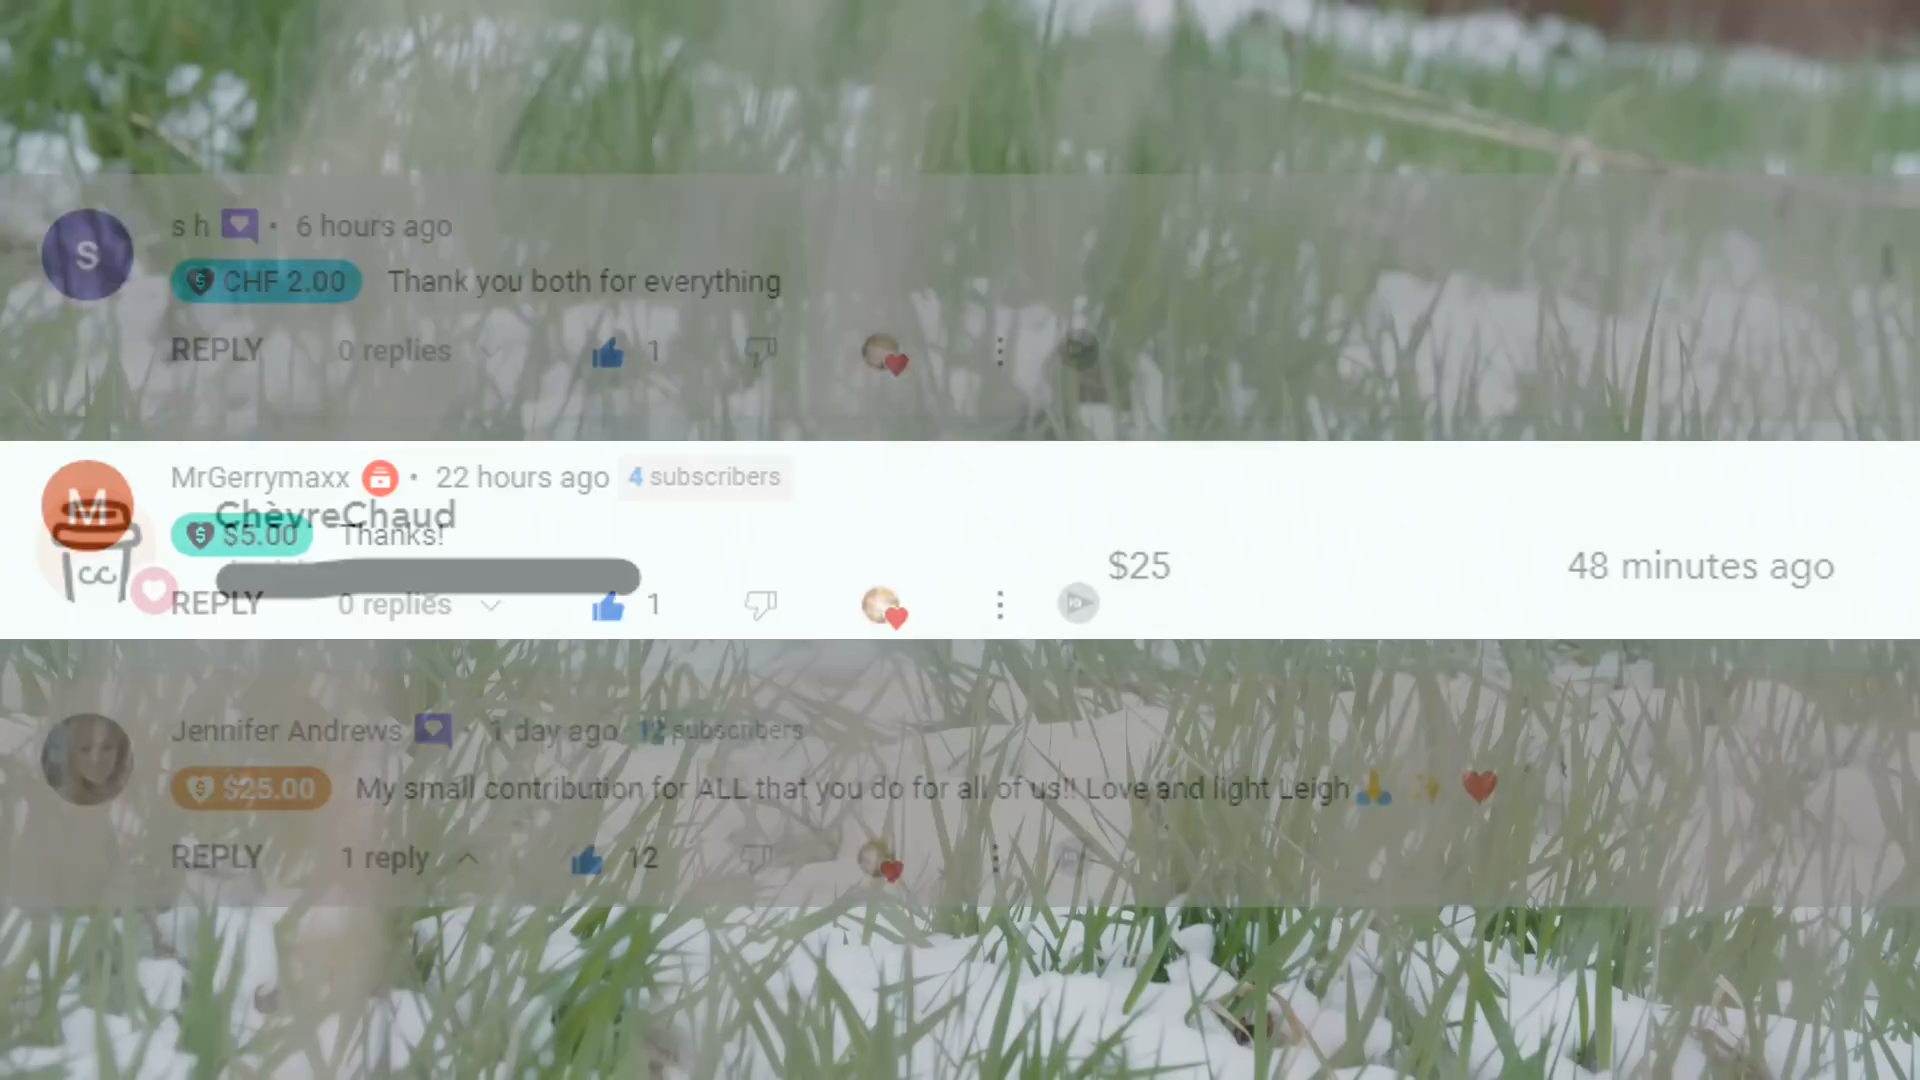 s h • 6 hours ago
S
CHF 2.00 Thank you both for everything
REPLY 0 replies 1
MrGerrymaxx • 22 hours ago 4 subscribers
M
ChèvreChaud
$5.00 Thanks!
$25 48 minutes ago
CC
REPLY 0 replies 1
Jennifer Andrews • 1 day ago 12 subscribers
$25.00 My small contribution for ALL that you do for all of us!! Love and light Leigh🙏 ✨ ❤️
REPLY 1 reply 12